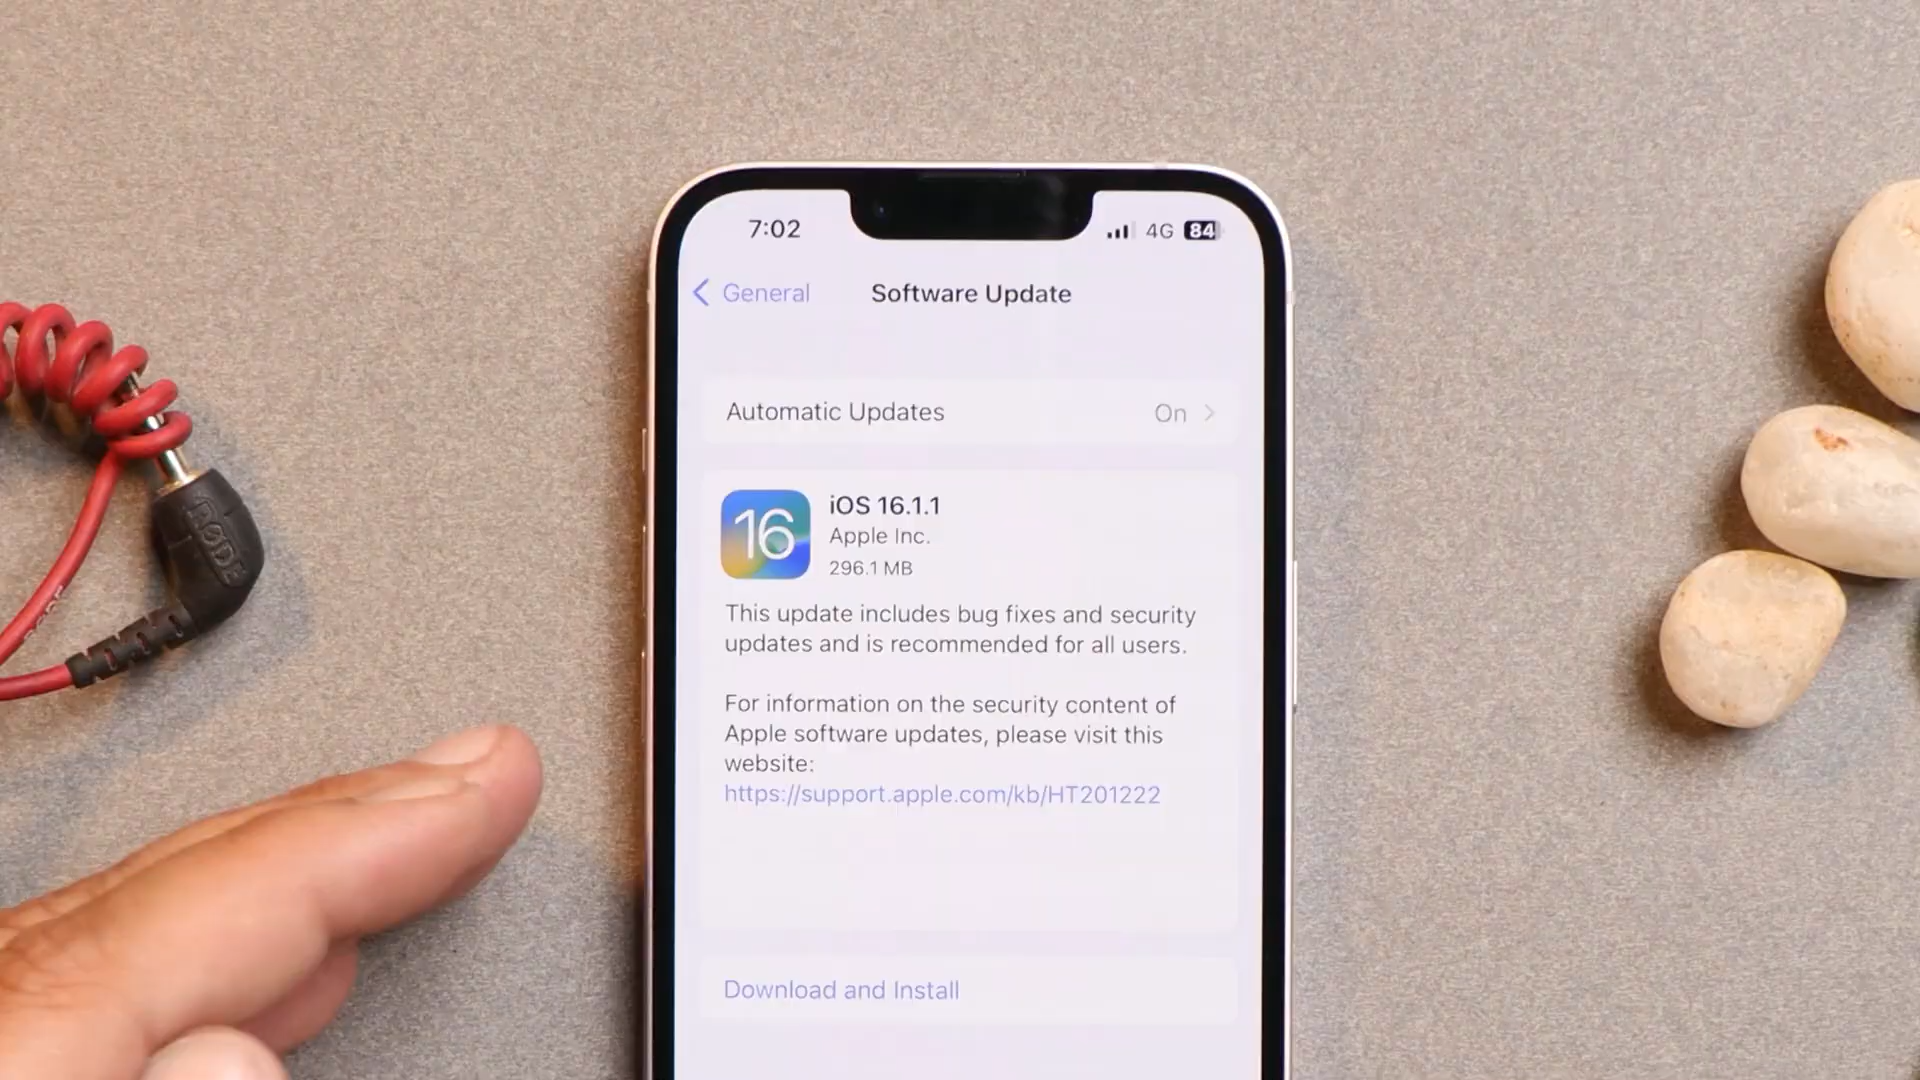 7:02
4G 84
General
Software Update
Automatic Updates
On
16
iOS 16.1.1
Apple Inc.
296.1 MB
This update includes bug fixes and security
updates and is recommended for all users.
For information on the security content of
Apple software updates, please visit this
website:
https://support.apple.com/kb/HT201222
Download and Install
RØDE